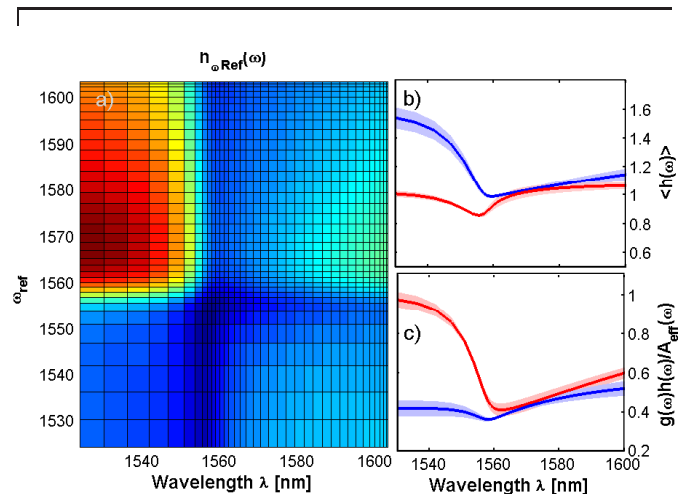 h_ωRef(ω)
a)
1600
1590
1580
1570
1560
1550
1540
1530
ω_ref
1540 1560 1580 1600
Wavelength λ [nm]
b)
1.6
1.4
1.2
1
0.8
0.6
<h(ω)>
c)
1
0.8
0.6
0.4
0.2
g(ω)h(ω)/A_eff(ω)
1540 1560 1580 1600
Wavelength λ [nm]